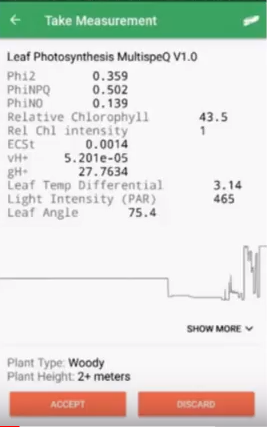 Take Measurement
Leaf Photosynthesis MultispeQ V1.0
Phi2 0.359
PhiNPQ 0.502
PhiNO 0.139
Relative Chlorophyll 43.5
Rel Chl intensity 1
ECSt 0.0014
vH+ 5.201e-05
gH+ 27.7634
Leaf Temp Differential 3.14
Light Intensity (PAR) 465
Leaf Angle 75.4
SHOW MORE
Plant Type: Woody
Plant Height: 2+ meters
ACCEPT DISCARD